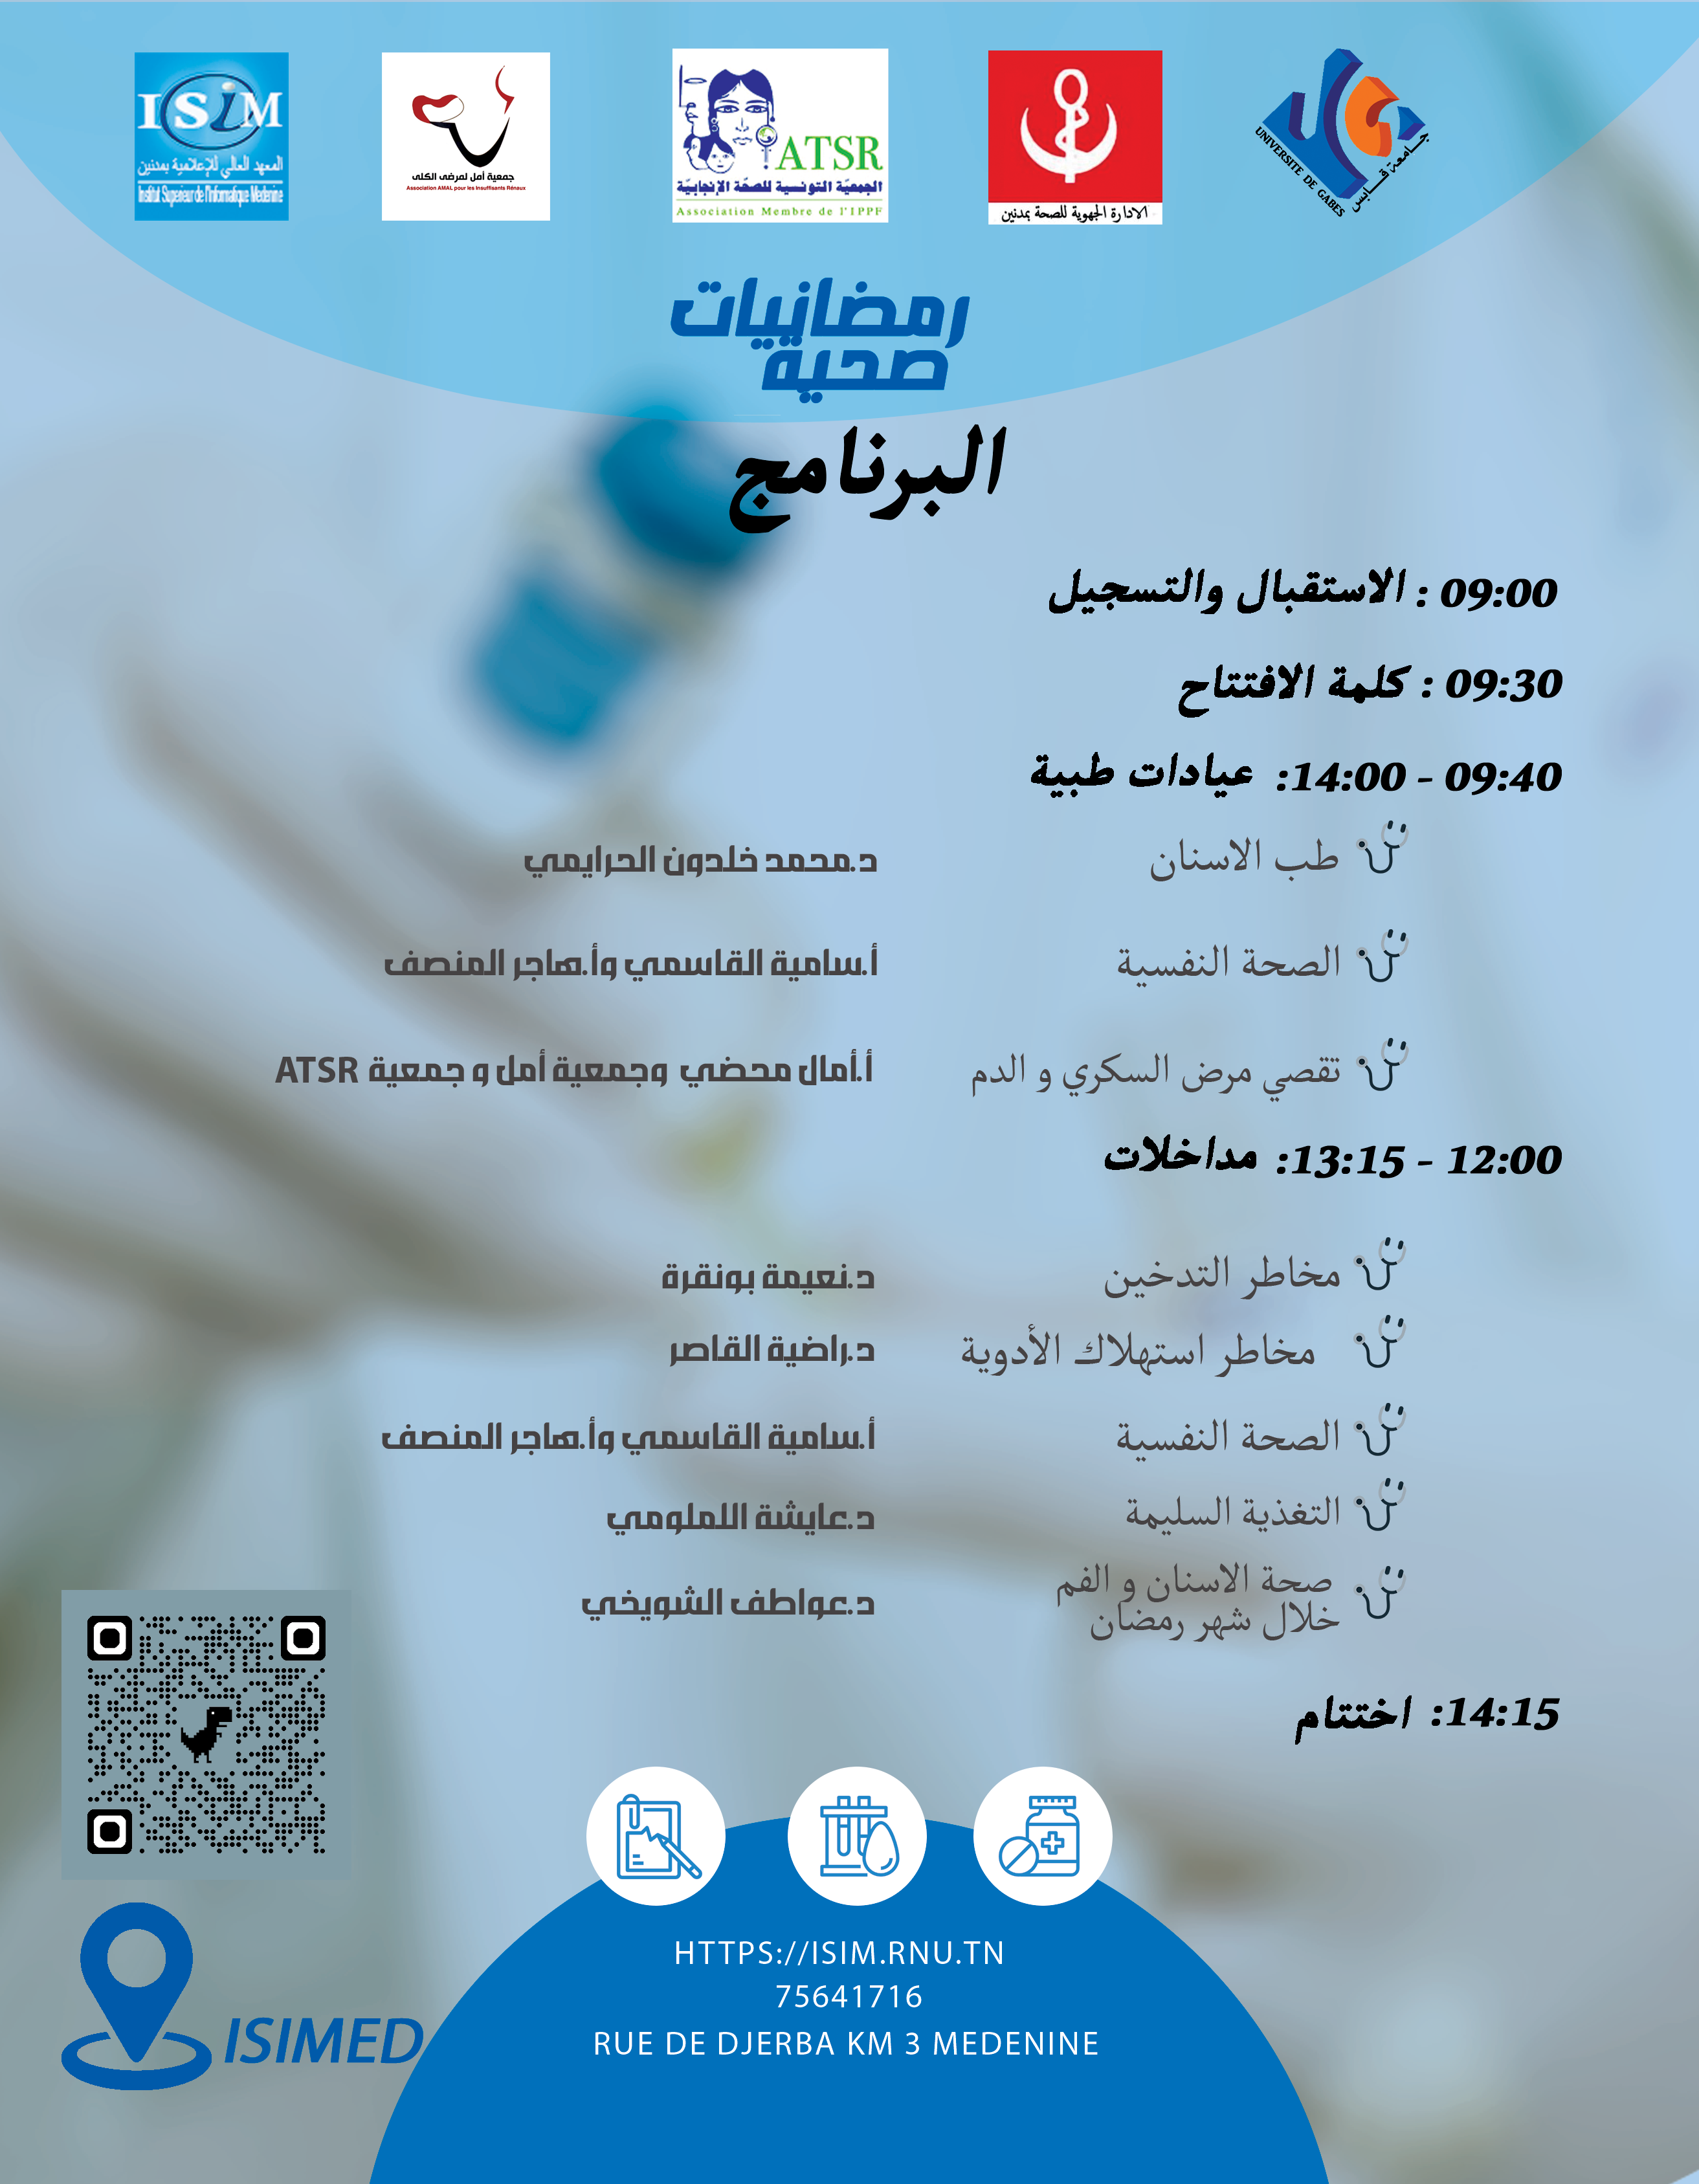 ISIM
المعهد العالي للإعلامية بمدنين
Institut Superieur de l'Informatique Medenine
جمعية أمل لمرضى الكلى
Association AMAL pour les Insuffisants Rénaux
ATSR
الجمعيّة التونسية للصحّة الإنجابيّة
Association Membre de l'IPPF
الادارة الجهوية للصحة بمدنين
UNIVERSITE DE GABES
جامعة قابس
رمضانيات
صحية
البرنامج
09:00 : الاستقبال والتسجيل
09:30 : كلمة الافتتاح
09:40 - 14:00: عيادات طبية
طب الاسنان د.محمد خلدون الحرايمي
الصحة النفسية أ.سامية القاسمي وأ.هاجر المنصف
تقصي مرض السكري و الدم أ.أمال محضي وجمعية أمل و جمعية ATSR
12:00 - 13:15: مداخلات
مخاطر التدخين د.نعيمة بونقرة
مخاطر استهلاك الأدوية د.راضية القاصر
الصحة النفسية أ.سامية القاسمي وأ.هاجر المنصف
التغذية السليمة د.عايشة اللملومي
صحة الاسنان و الفم
خلال شهر رمضان د.عواطف الشويخي
14:15: اختتام
ISIMED
HTTPS://ISIM.RNU.TN
75641716
RUE DE DJERBA KM 3 MEDENINE